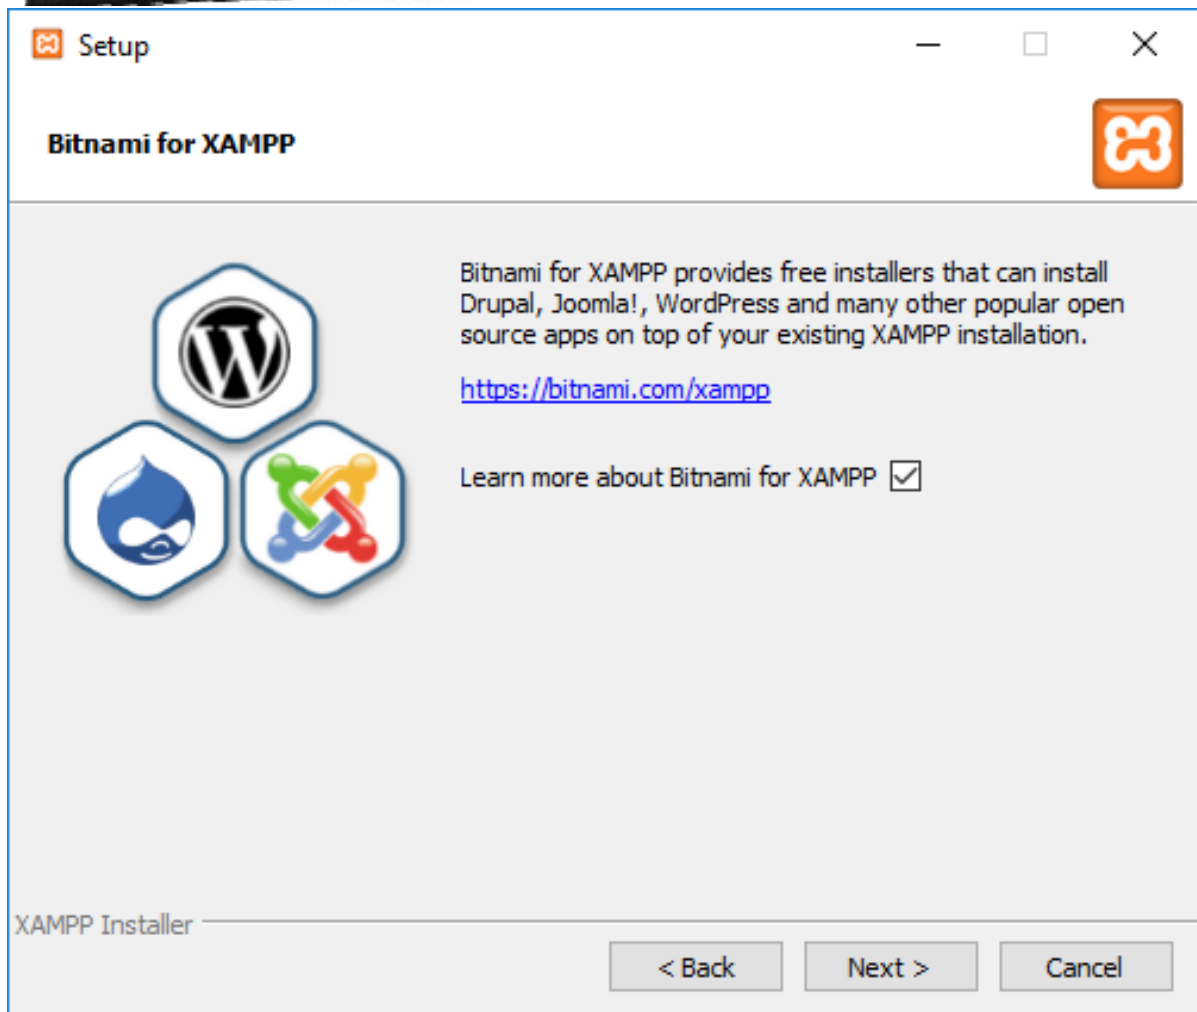 Setup
Bitnami for XAMPP
Bitnami for XAMPP provides free installers that can install
Drupal, Joomla!, WordPress and many other popular open
source apps on top of your existing XAMPP installation.
https://bitnami.com/xampp
Learn more about Bitnami for XAMPP
XAMPP Installer
< Back
Next >
Cancel